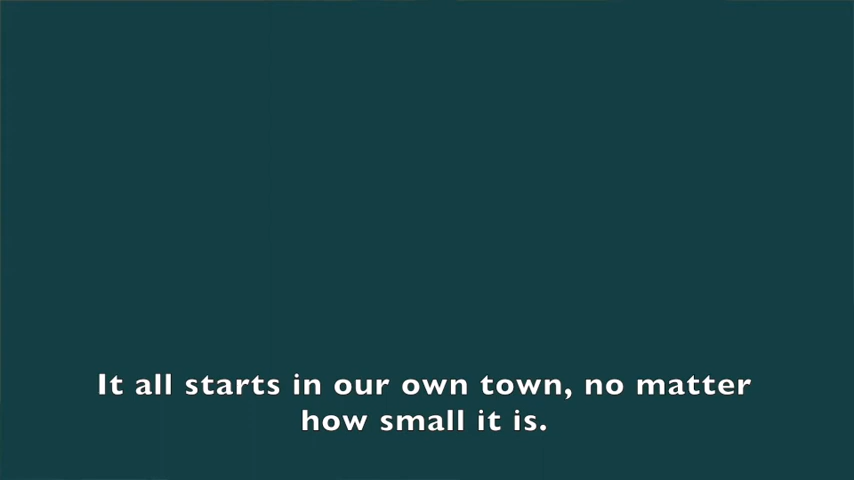 It all starts in our own town, no matter
how small it is.